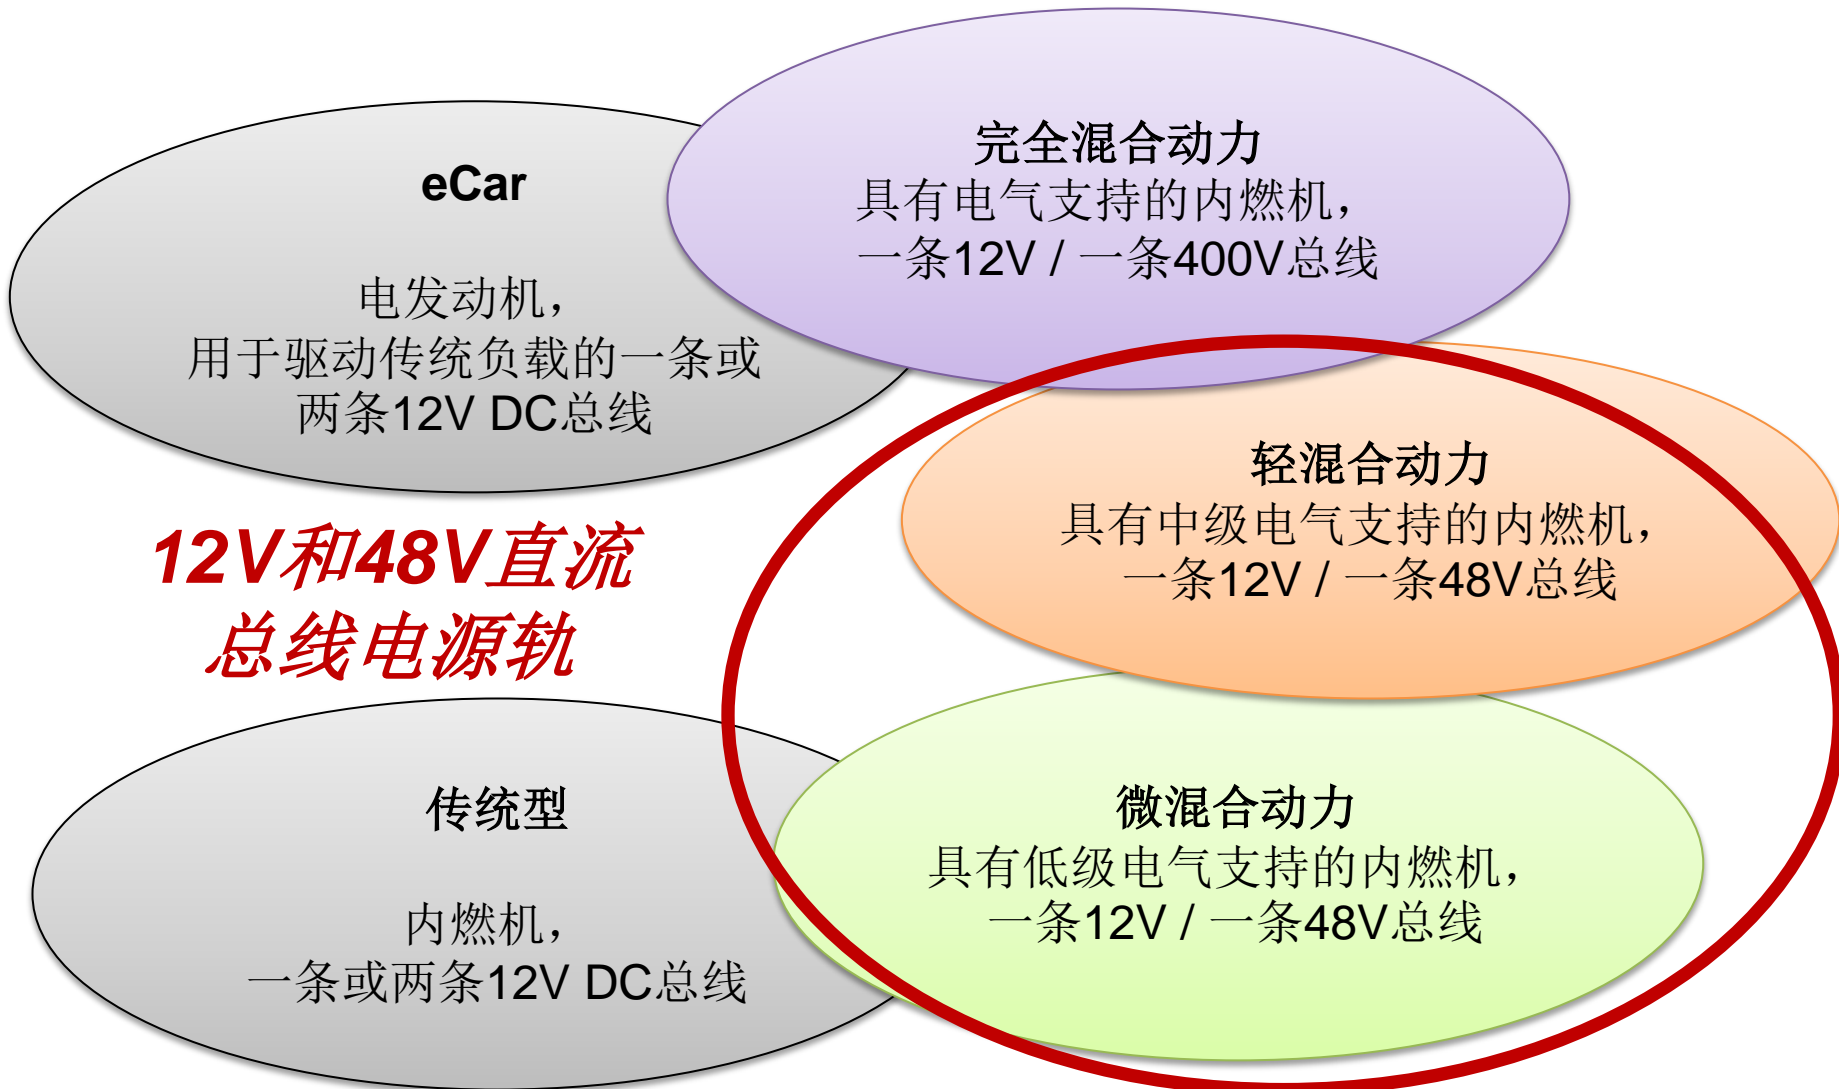 eCar
电发动机，
用于驱动传统负载的一条或
两条12V DC总线
完全混合动力
具有电气支持的内燃机，
一条12V / 一条400V总线
轻混合动力
具有中级电气支持的内燃机，
一条12V / 一条48V总线
12V和48V直流
总线电源轨
传统型
内燃机，
一条或两条12V DC总线
微混合动力
具有低级电气支持的内燃机，
一条12V / 一条48V总线